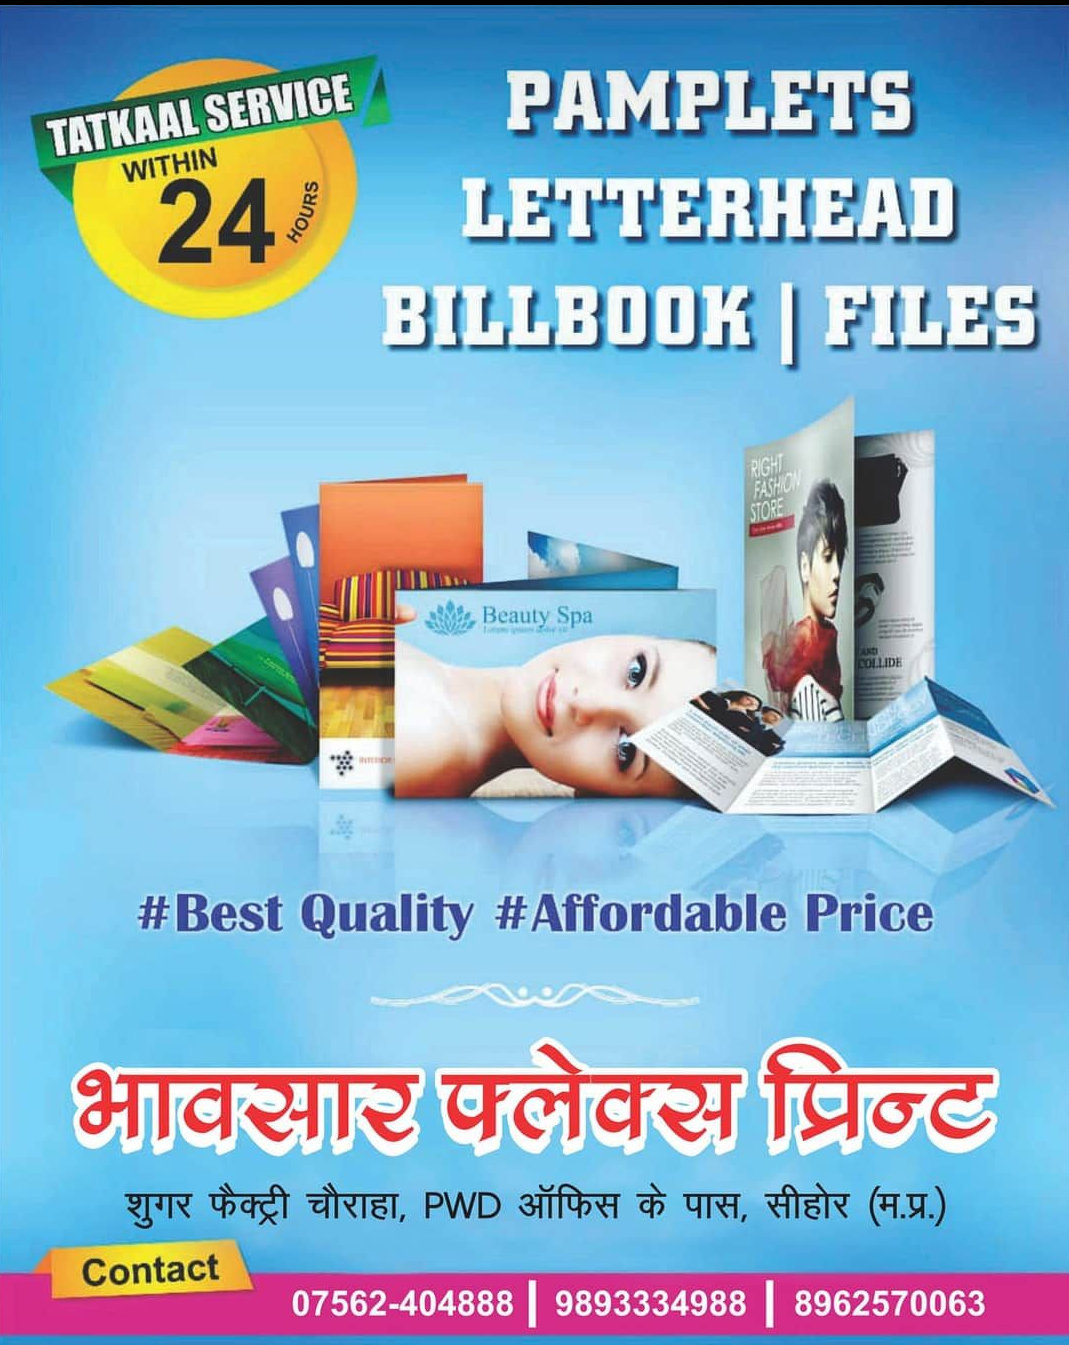 TATKAAL SERVICE
WITHIN
24
HOURS
PAMPLETS
LETTERHEAD
BILLBOOK | FILES
RIGHT
FASHION
STORE
Beauty Spa
AND
COLLIDE
#Best Quality #Affordable Price
भावसार फ्लेक्स प्रिन्ट
शुगर फैक्ट्री चौराहा, PWD ऑफिस के पास, सीहोर (म.प्र.)
Contact
07562-404888 | 9893334988 | 8962570063